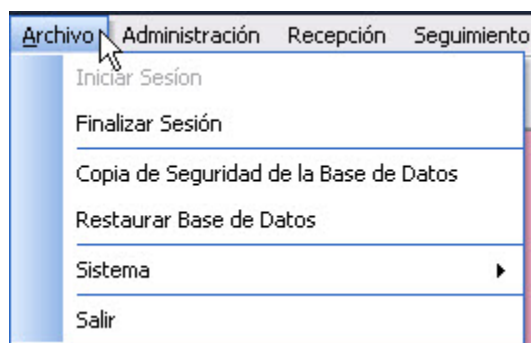 Archivo Administración Recepción Seguimiento
Iniciar Sesíon
Finalizar Sesión
Copia de Seguridad de la Base de Datos
Restaurar Base de Datos
Sistema
Salir